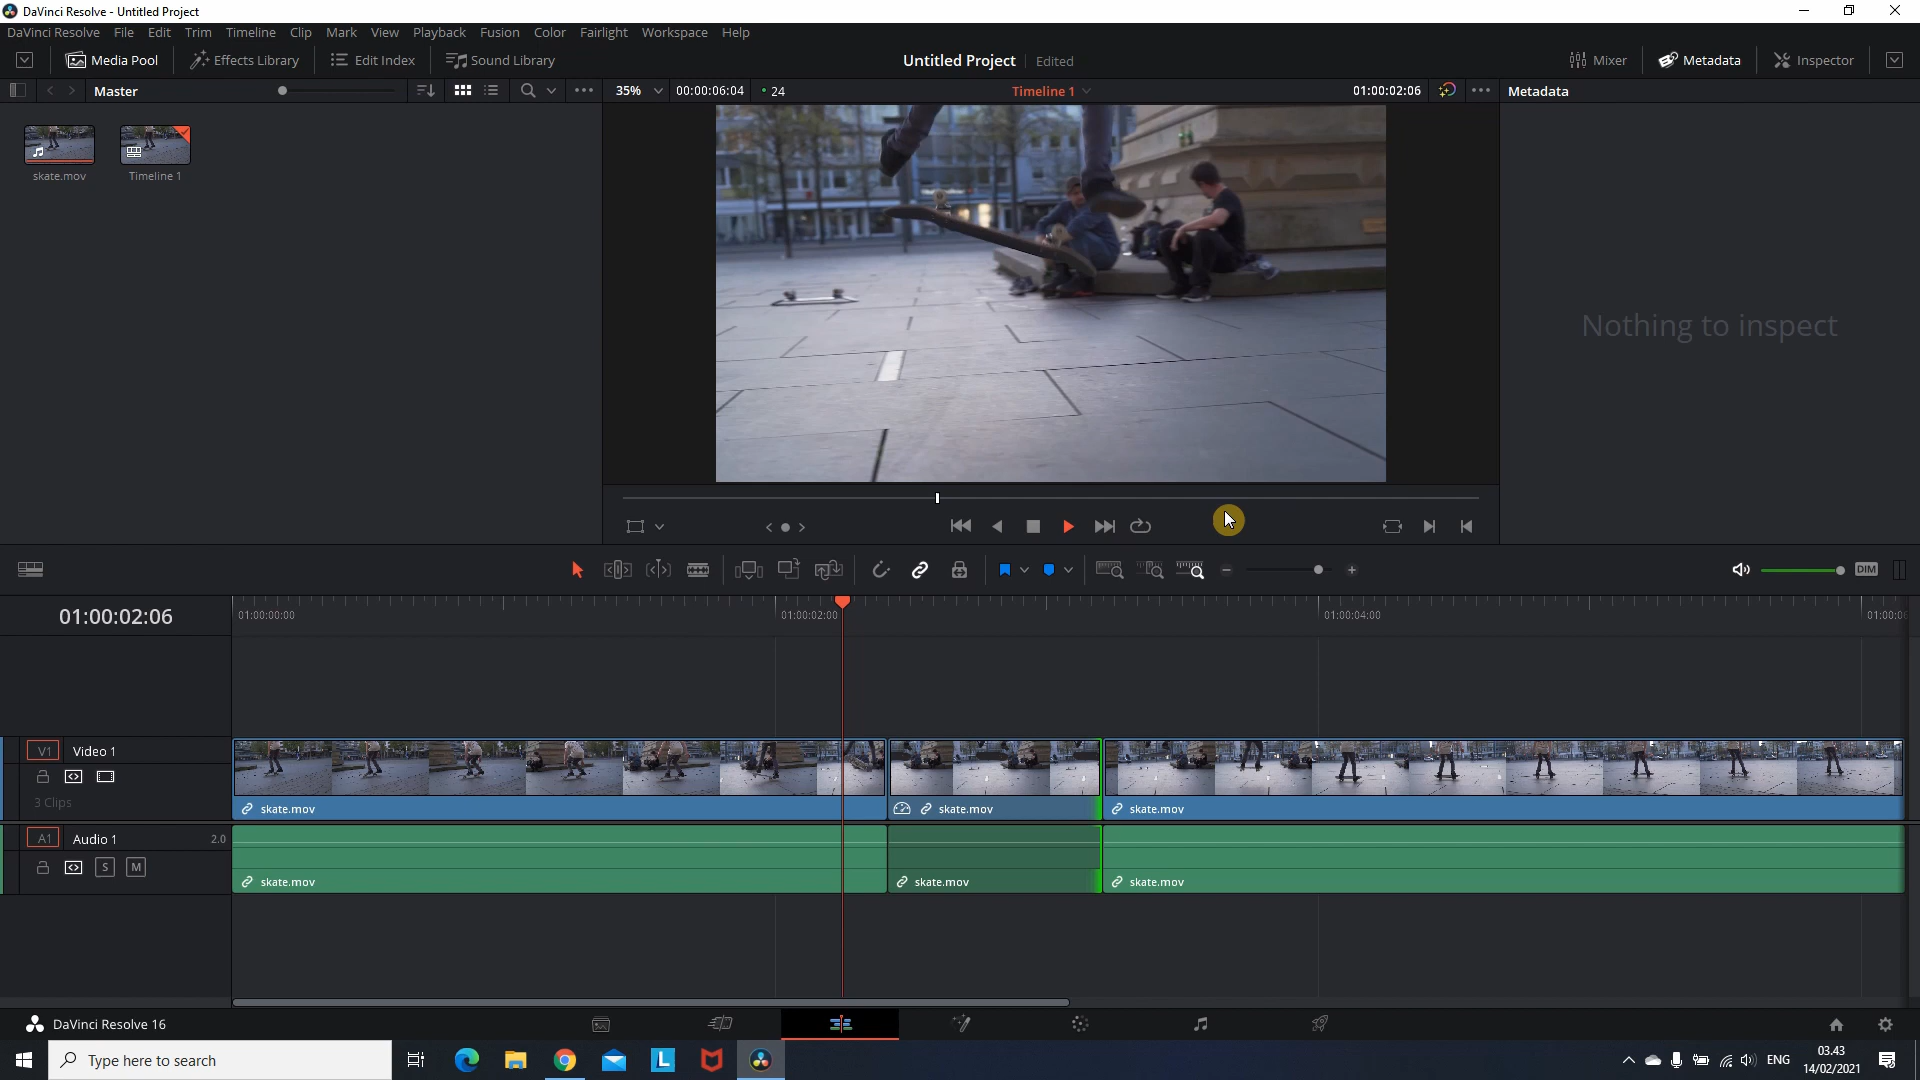 DaVinci Resolve - Untitled Project
DaVinci Resolve File Edit Trim Timeline Clip Mark View Playback Fusion Color Fairlight Workspace Help
Media Pool Effects Library Edit Index Sound Library Untitled Project Edited Mixer Metadata Inspector
Master 35% 00:00:06:04 24 Timeline 1 01:00:02:06 Metadata
skate.mov Timeline 1
Nothing to inspect
DIM
01:00:02:06 01:00:00:00 01:00:02:00 01:00:04:00
V1 Video 1
3 Clips
skate.mov skate.mov skate.mov
A1 Audio 1 2.0
S M
skate.mov skate.mov skate.mov
DaVinci Resolve 16
Type here to search L ENG 03.43
14/02/2021